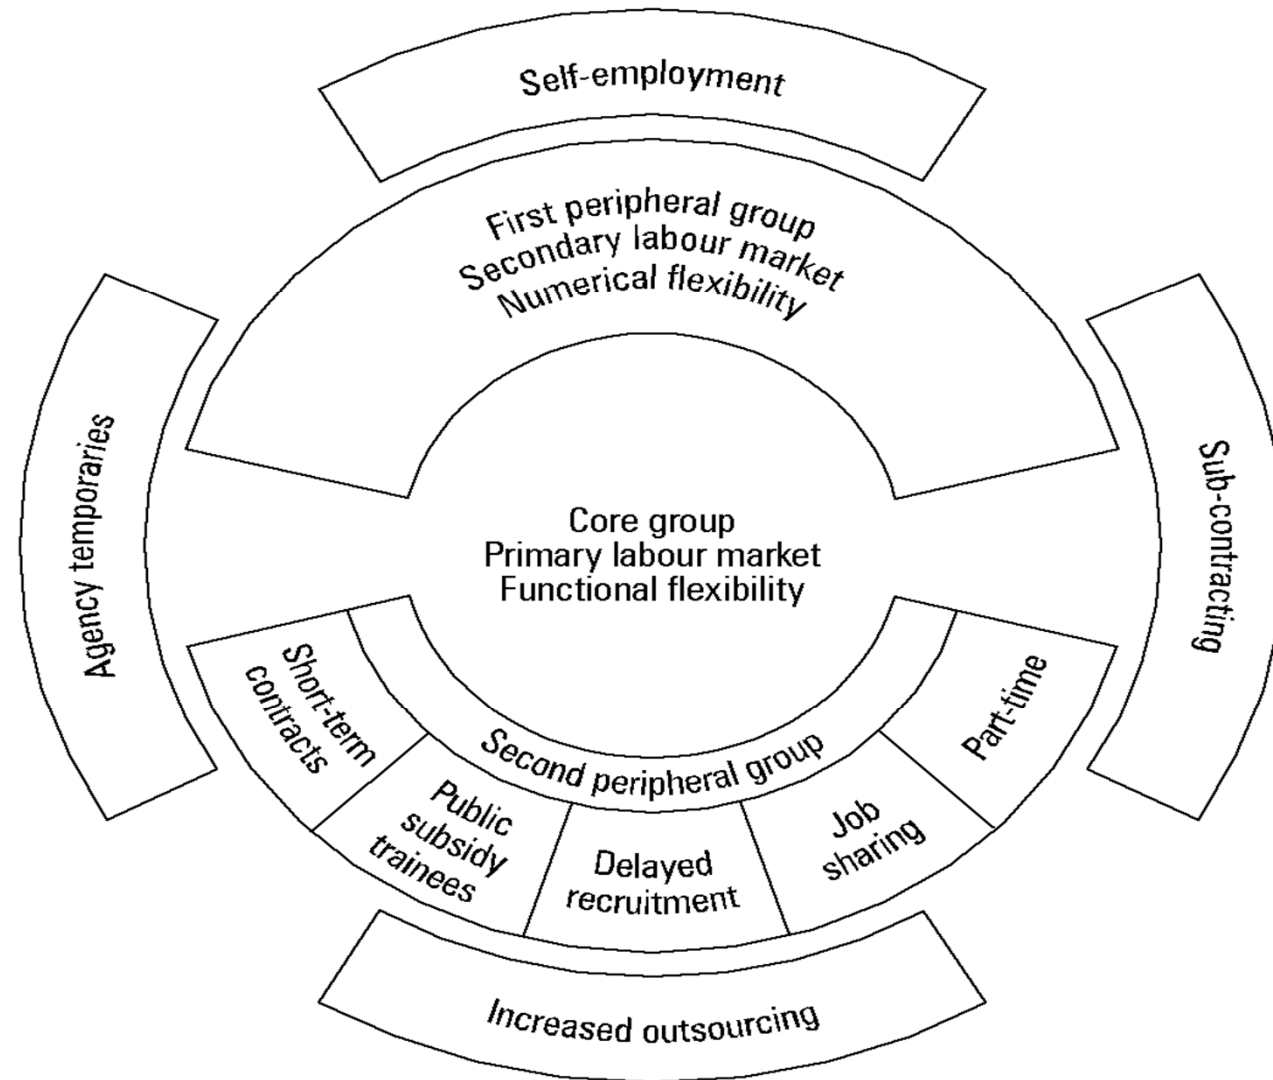 Self-employment
First peripheral group
Secondary labour market
Numerical flexibility
Agency temporaries
Sub-contracting
Core group
Primary labour market
Functional flexibility
Second peripheral group
Short-term
contracts
Public
subsidy
trainees
Delayed
recruitment
Job
sharing
Part-time
Increased outsourcing